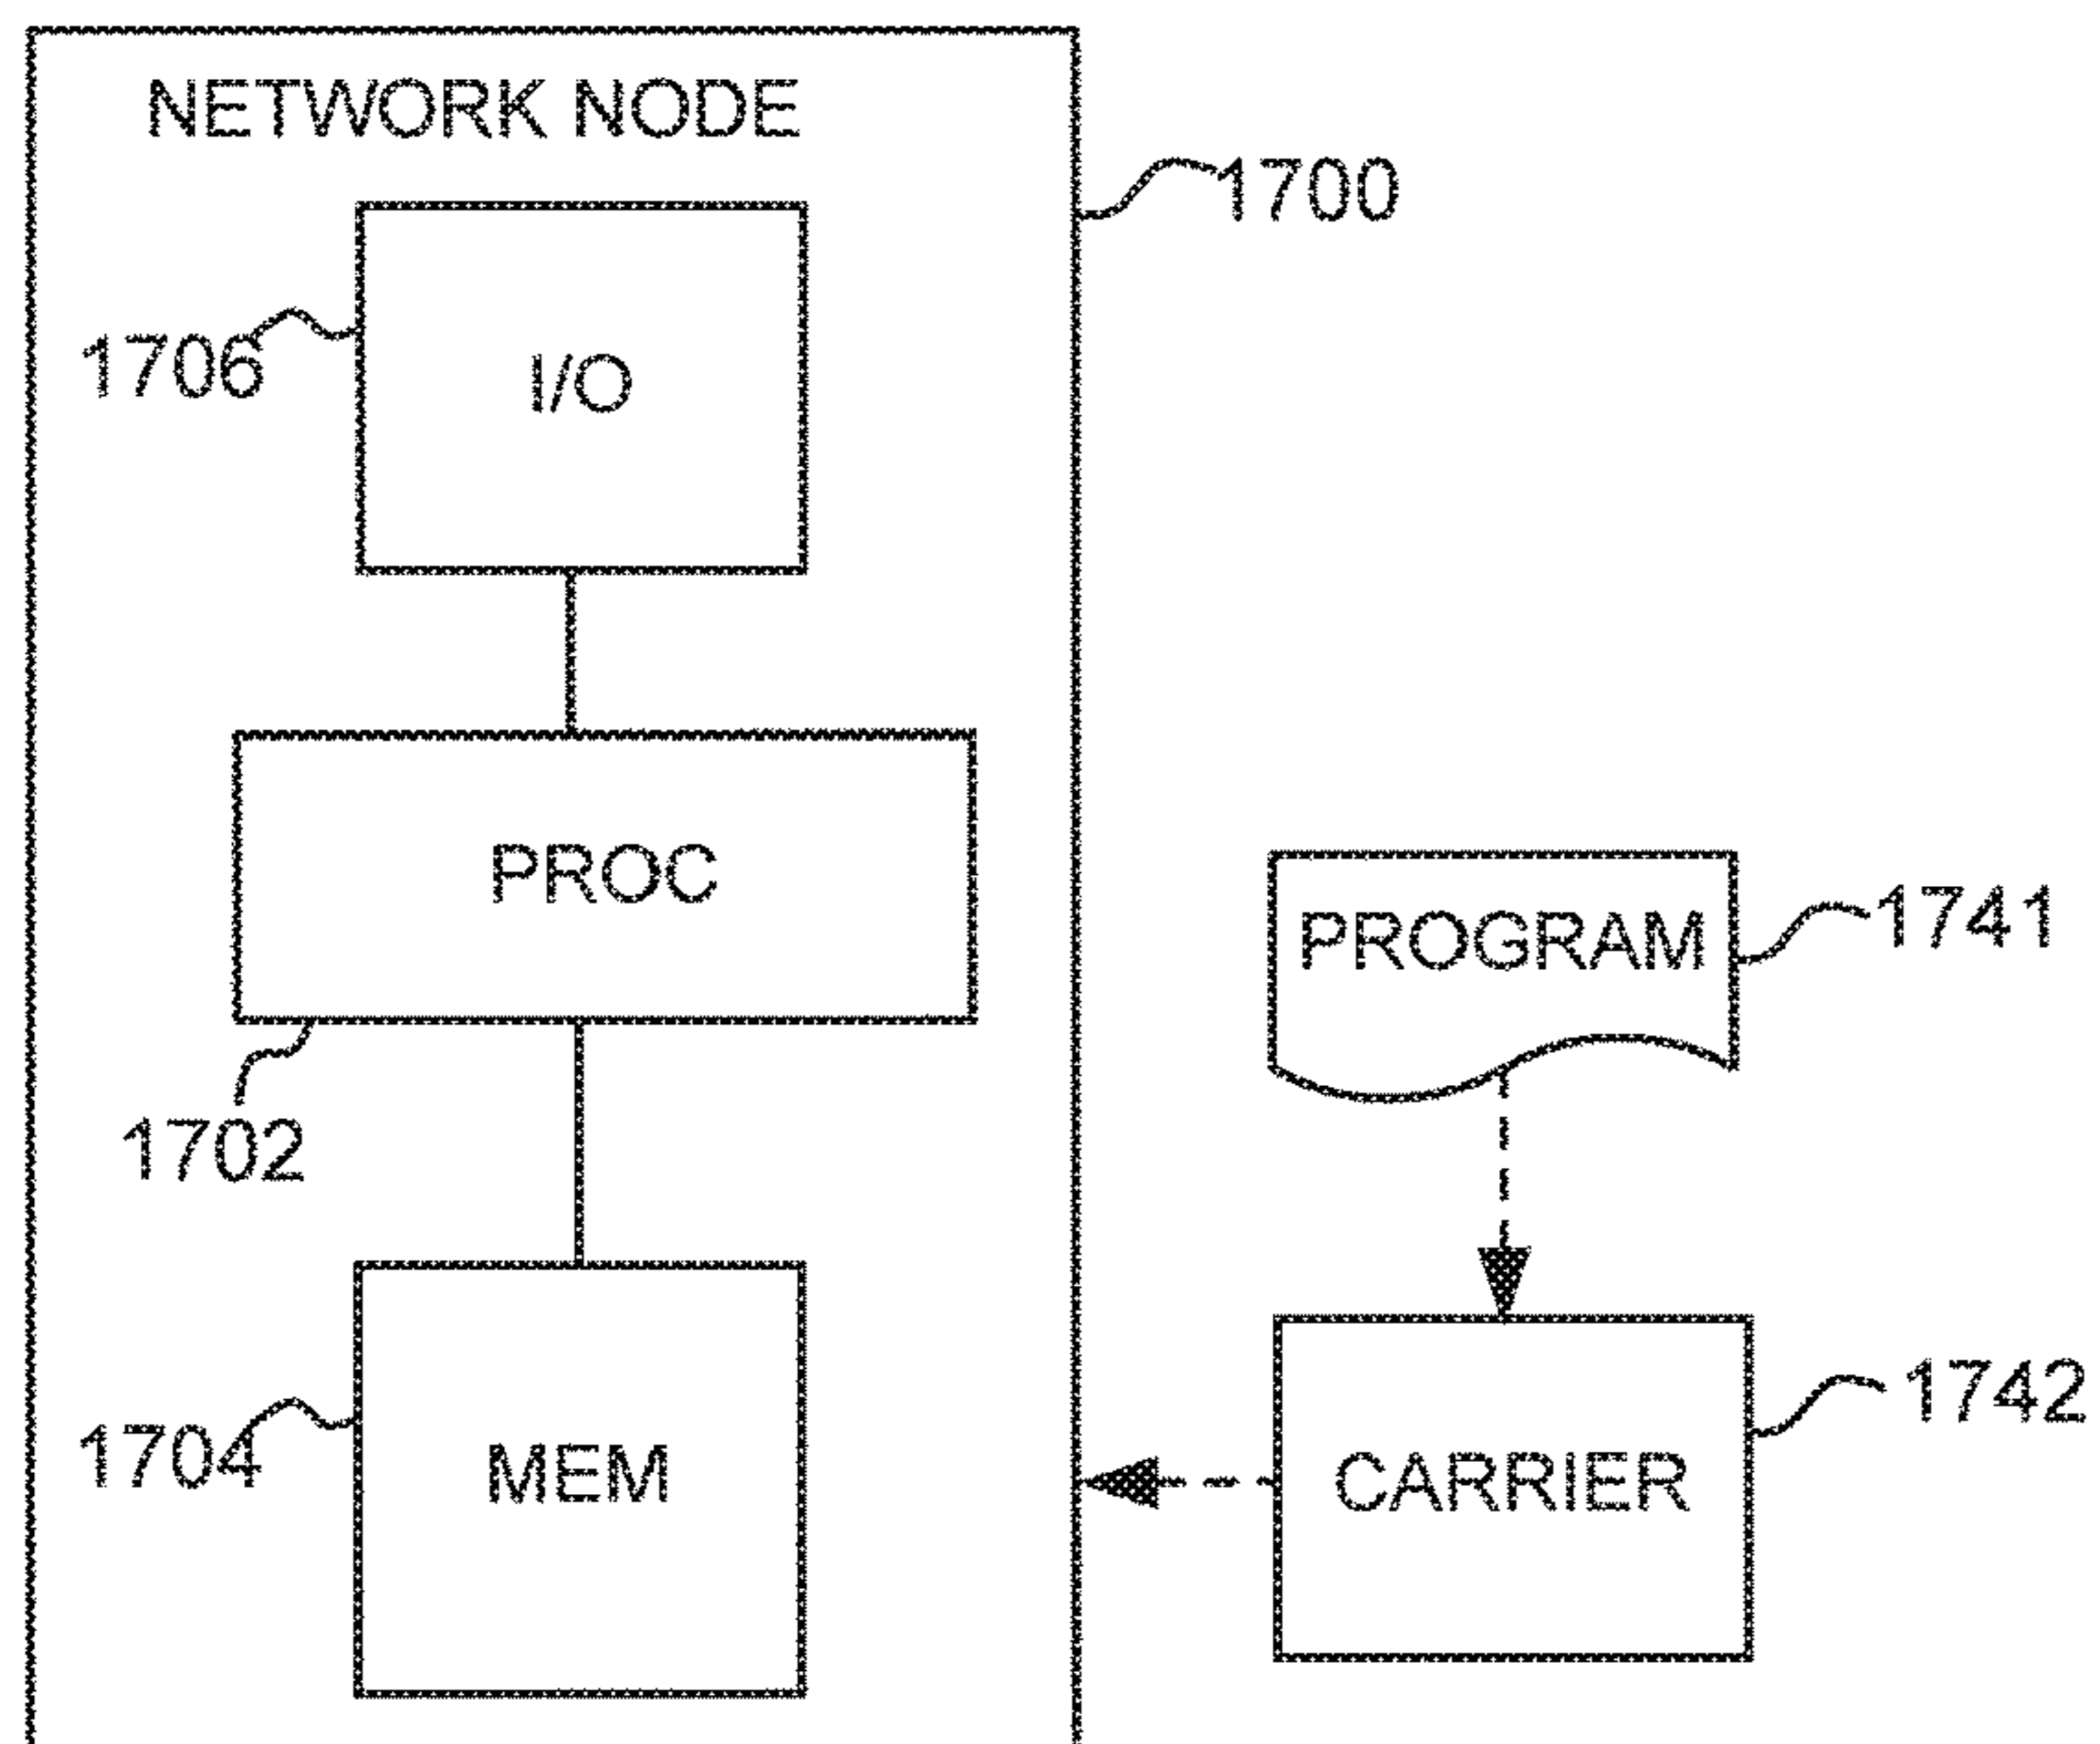 NETWORK NODE
1700
1706
I/O
PROC
1702
PROGRAM
1741
1704
MEM
CARRIER
1742